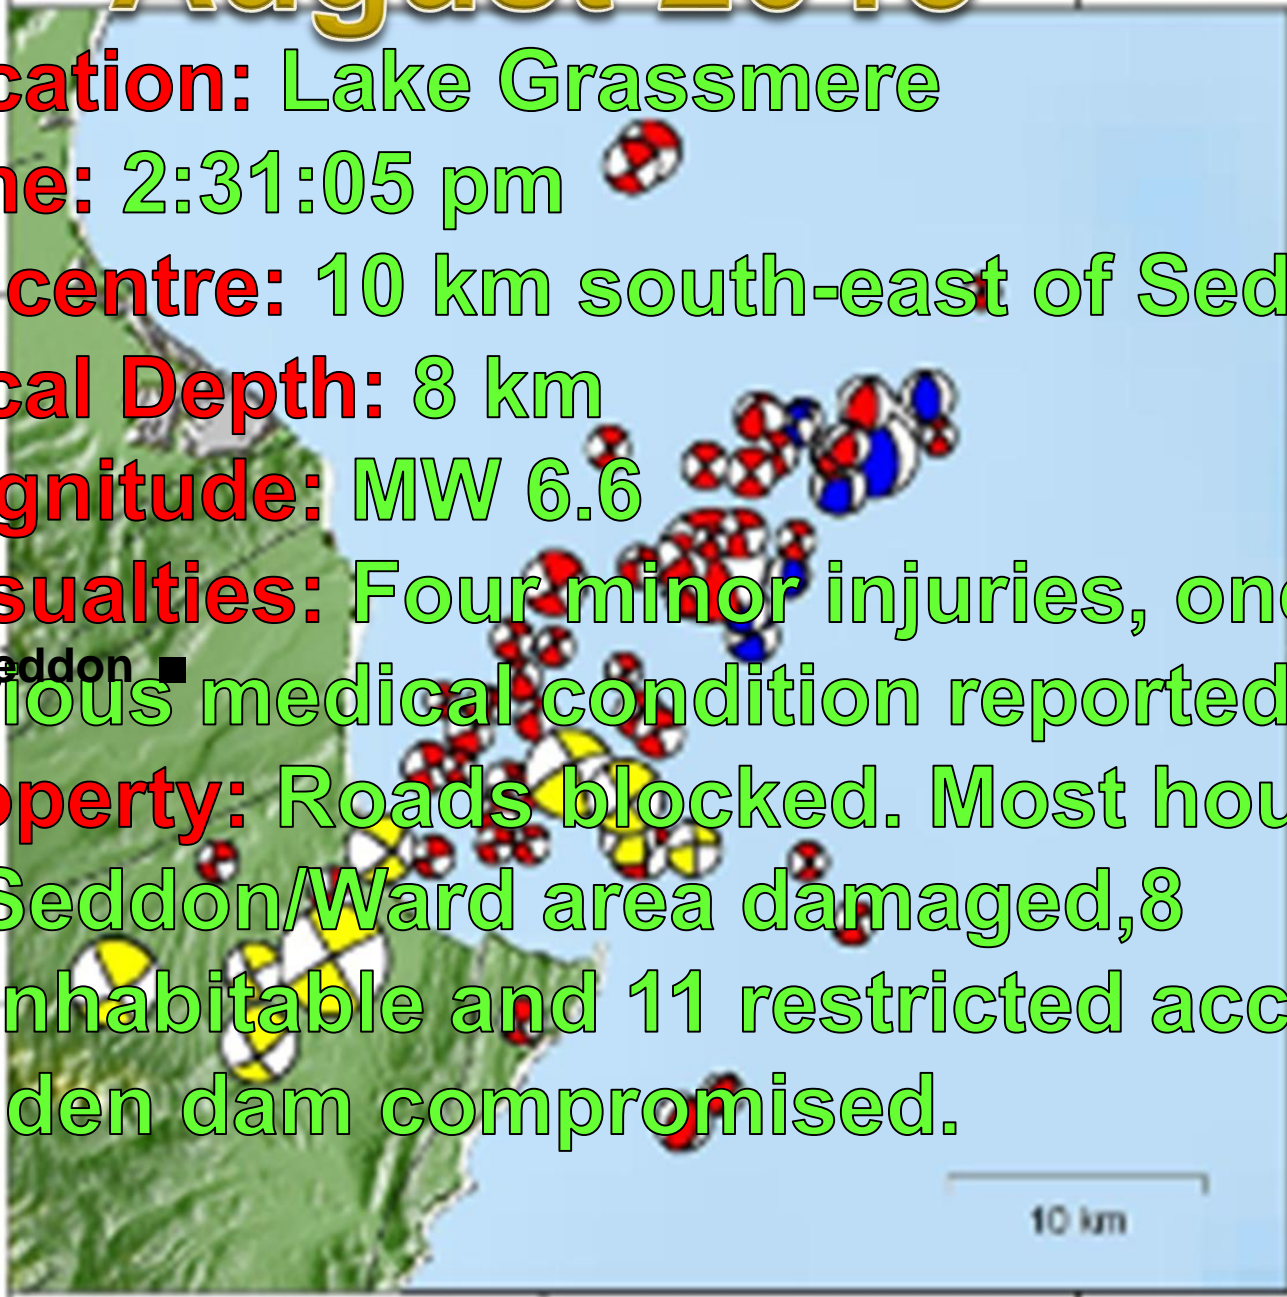 August 2013
cation: Lake Grassmere
ne: 2:31:05 pm
centre: 10 km south-east of Sed
cal Depth: 8 km
gnitude: MW 6.6
sualties: Four minor injuries, one
eddon
ious medical condition reported
operty: Roads blocked. Most hou
Seddon/Ward area damaged,8
nhabitable and 11 restricted acc
den dam compromised.
10 km